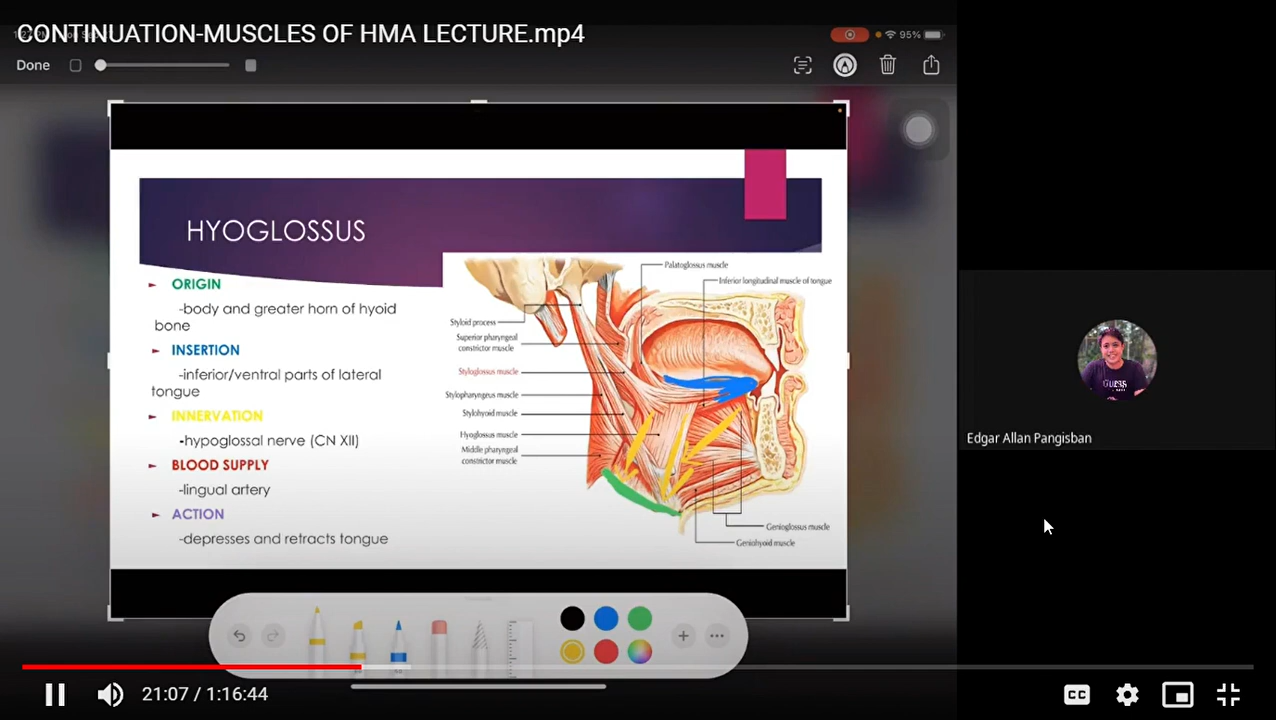 CONTINUATION-MUSCLES OF HMA LECTURE.mp4
95%
Done
HYOGLOSSUS
ORIGIN
-body and greater horn of hyoid
bone
INSERTION
-inferior/ventral parts of lateral
tongue
INNERVATION
-hypoglossal nerve (CN XII)
BLOOD SUPPLY
-lingual artery
ACTION
-depresses and retracts tongue
Palatoglossus muscle
Inferior longitudinal muscle of tongue
Styloid process
Superior pharyngeal
constrictor muscle
Styloglossus muscle
Stylopharyngeus muscle
Stylohyoid muscle
Hyoglossus muscle
Middle pharyngeal
constrictor muscle
Genioglossus muscle
Geniohyoid muscle
GUESS
Edgar Allan Pangisban
21:07 / 1:16:44
CC